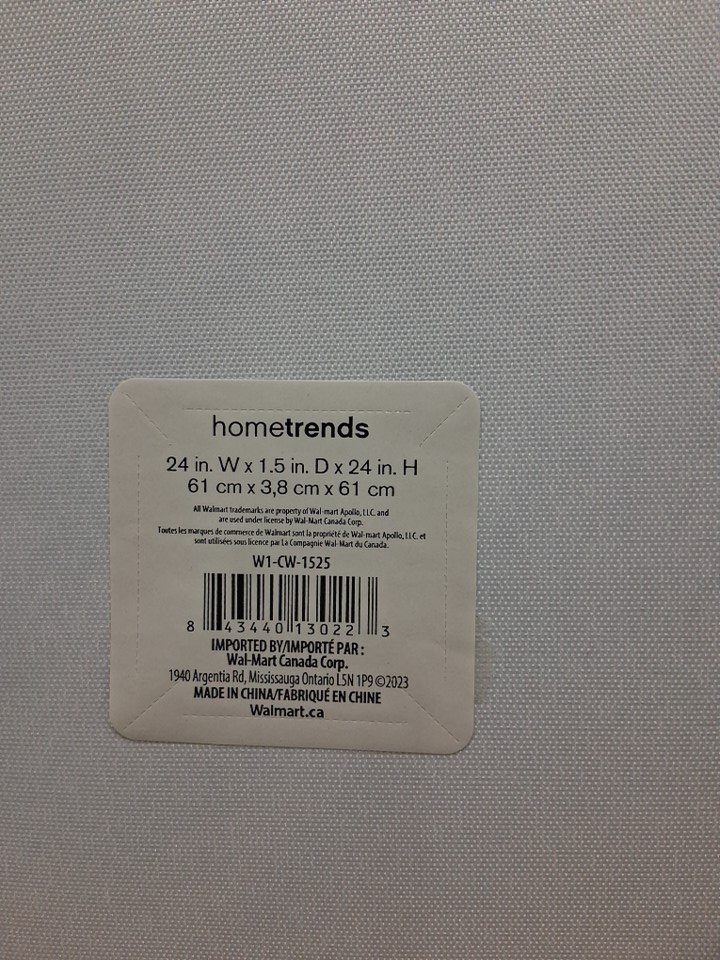 hometrends
24 in. W x 1.5 in. D x 24 in. H
61 cm x 3,8 cm x 61 cm
All Walmart trademarks are property of Wal-mart Apollo, LLC. and
are used under license by Wal-Mart Canada Corp.
Toutes les marques de commerce de Walmart sont la propriété de Wal-mart Apollo, LLC. et
sont utilisées sous licence par La Compagnie Wal-Mart du Canada.
W1-CW-1525
8 43440 13022 3
IMPORTED BY/IMPORTÉ PAR :
Wal-Mart Canada Corp.
1940 Argentia Rd, Mississauga Ontario L5N 1P9 ©2023
MADE IN CHINA/FABRIQUÉ EN CHINE
Walmart.ca